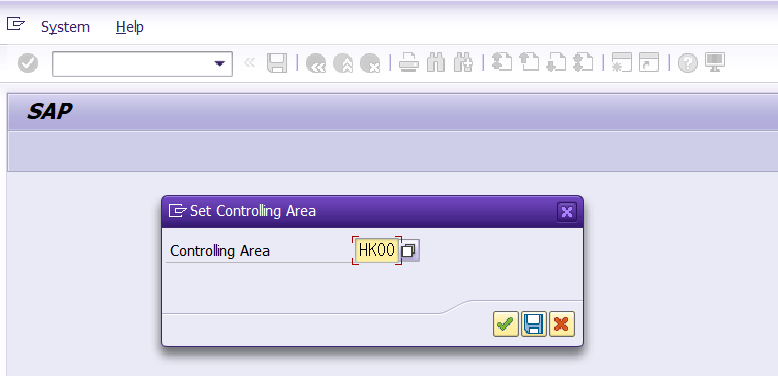 System Help
SAP
Set Controlling Area
Controlling Area HK00